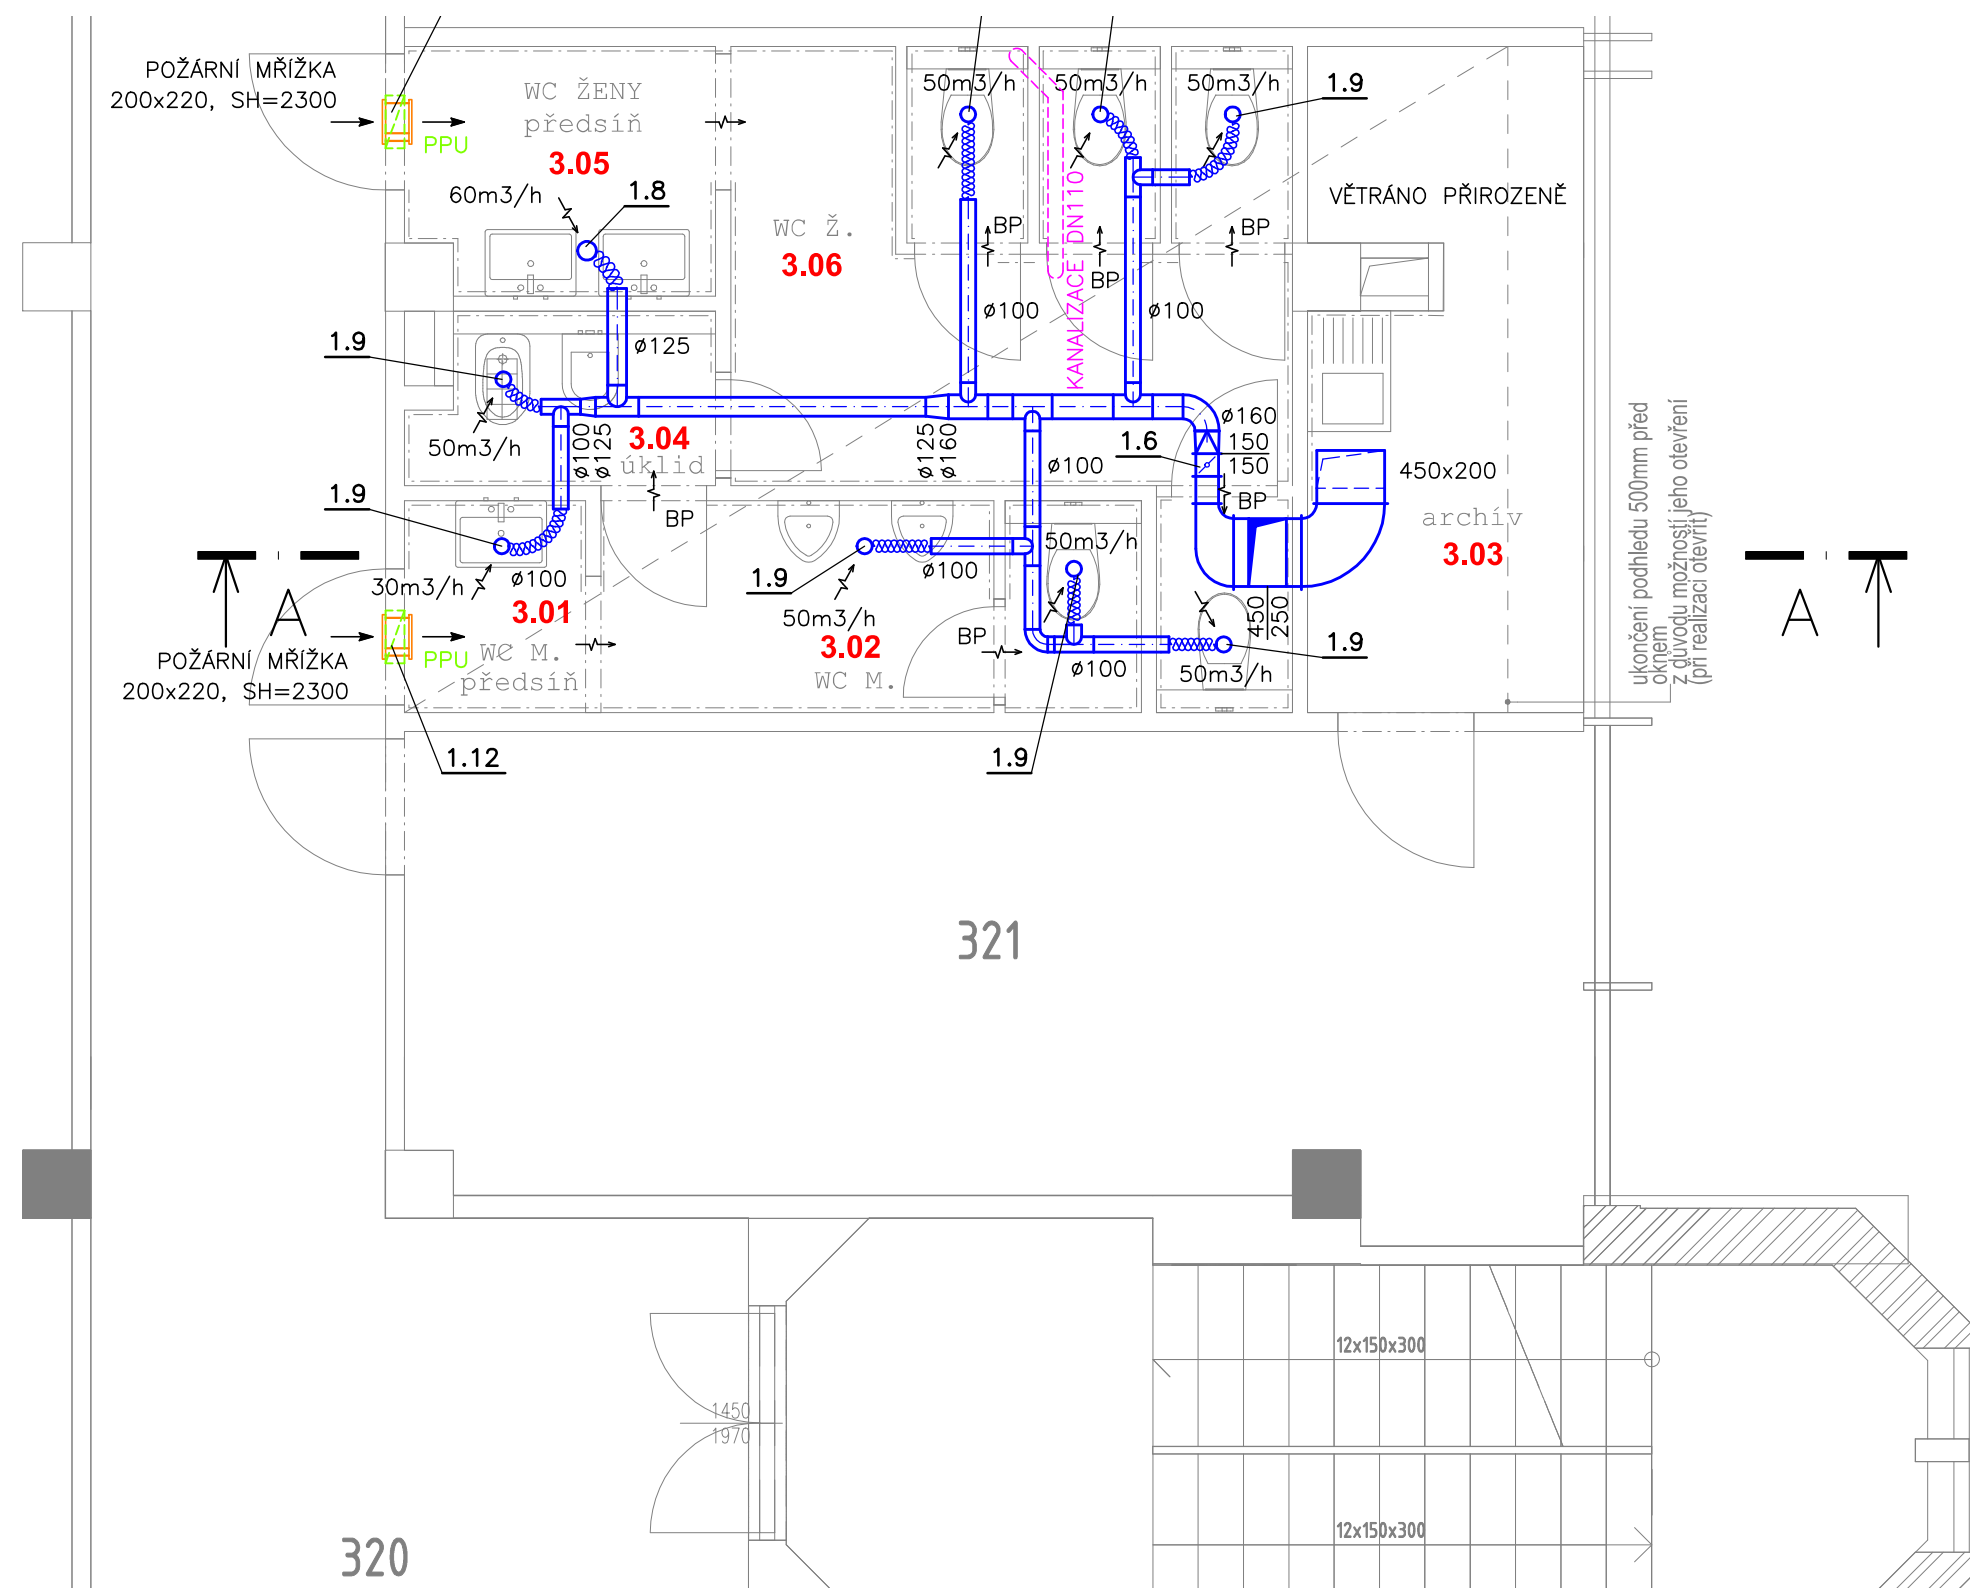 POŽÁRNÍ MŘÍŽKA
200x220, SH=2300
PPU
WC ŽENY
předsíň
3.05
60m3/h
1.8
WC Ž.
3.06
50m3/h
50m3/h
50m3/h
1.9
VĚTRÁNO PŘIROZENĚ
BP
BP
BP
KANALIZACE DN110
ø100
ø100
ø125
1.9
50m3/h
ø100
ø125
3.04
úklid
BP
ø125
ø160
ø100
1.6
ø160
150
150
BP
450x200
archív
3.03
ukončení podhledu 500mm před
oknem
z důvodu možností jeho otevření
(při realizaci otevřít)
1.9
30m3/h
ø100
3.01
WC M.
předsíň
A
POŽÁRNÍ MŘÍŽKA
200x220, SH=2300
PPU
1.12
1.9
50m3/h
3.02
WC M.
ø100
BP
50m3/h
ø100
1.9
50m3/h
450
250
1.9
A
321
12x150x300
12x150x300
1450
1970
320